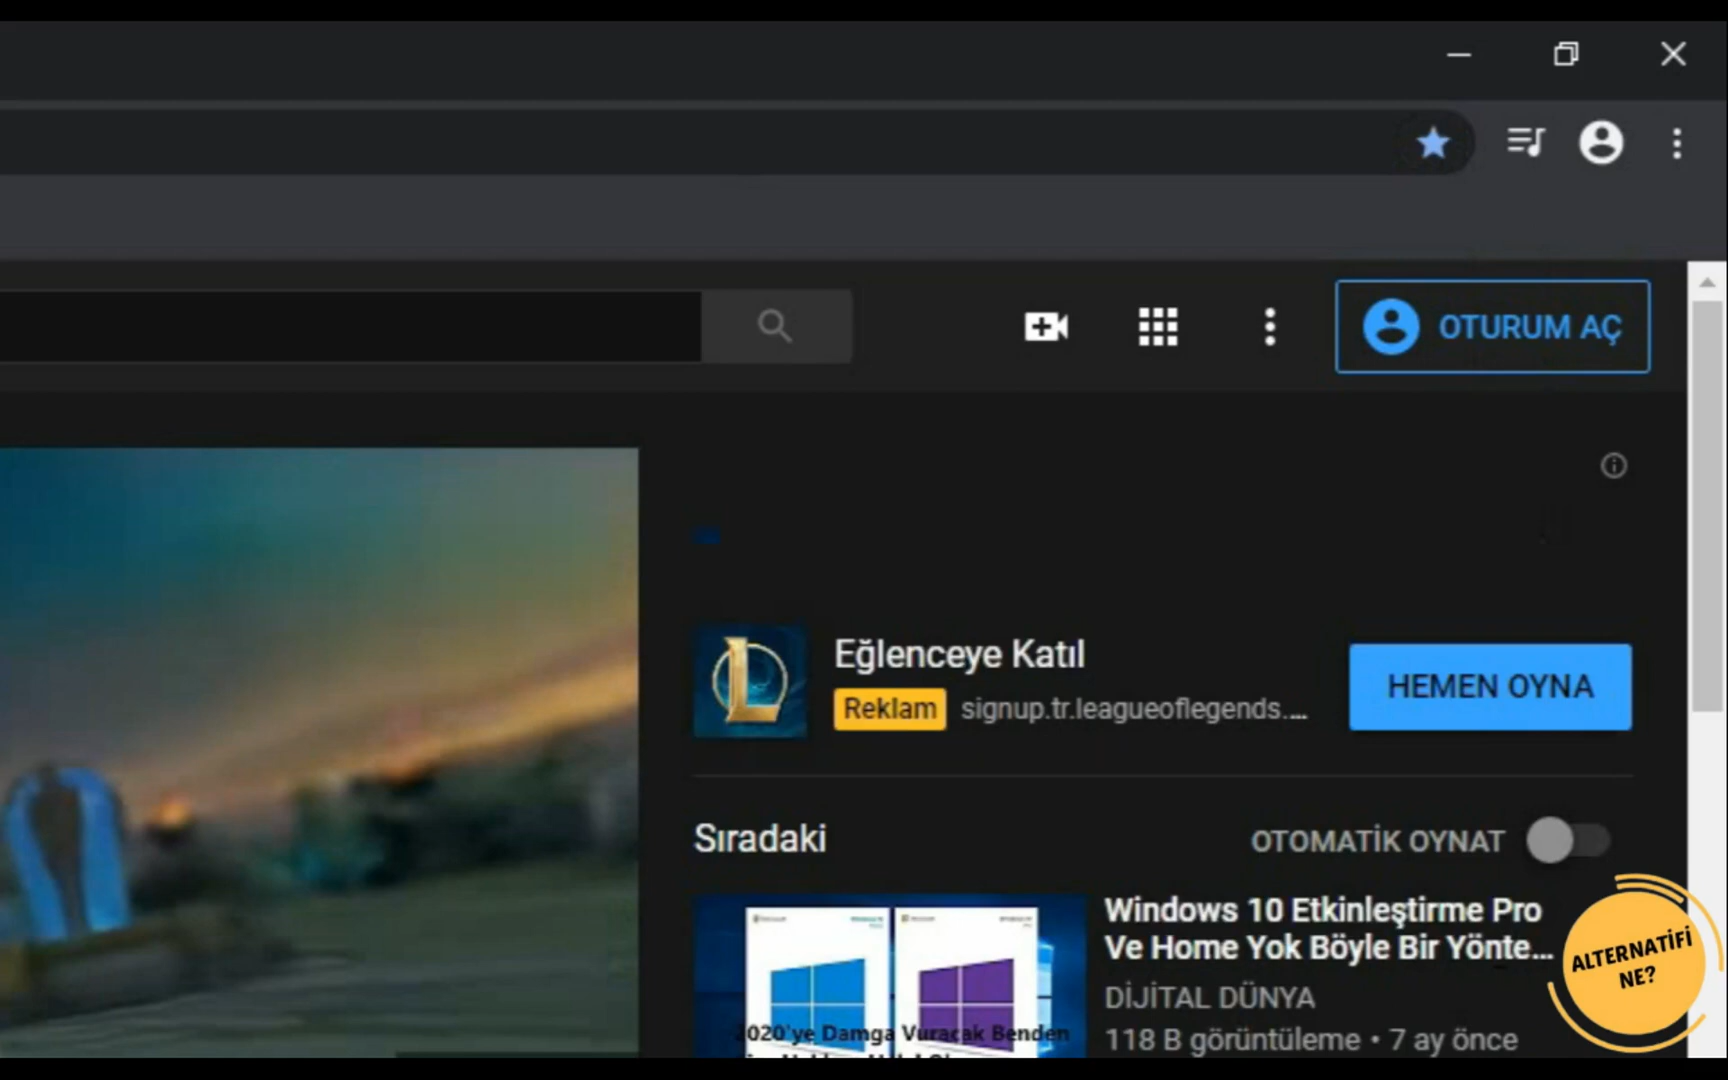 OTURUM AÇ
Eğlenceye Katıl
Reklam signup.tr.leagueoflegends....
HEMEN OYNA
Sıradaki
OTOMATİK OYNAT
Windows 10 Etkinleştirme Pro
Ve Home Yok Böyle Bir Yönte...
DİJİTAL DÜNYA
118 B görüntüleme • 7 ay önce
2020'ye Damga Vuracak Benden
ALTERNATİFİ
NE?